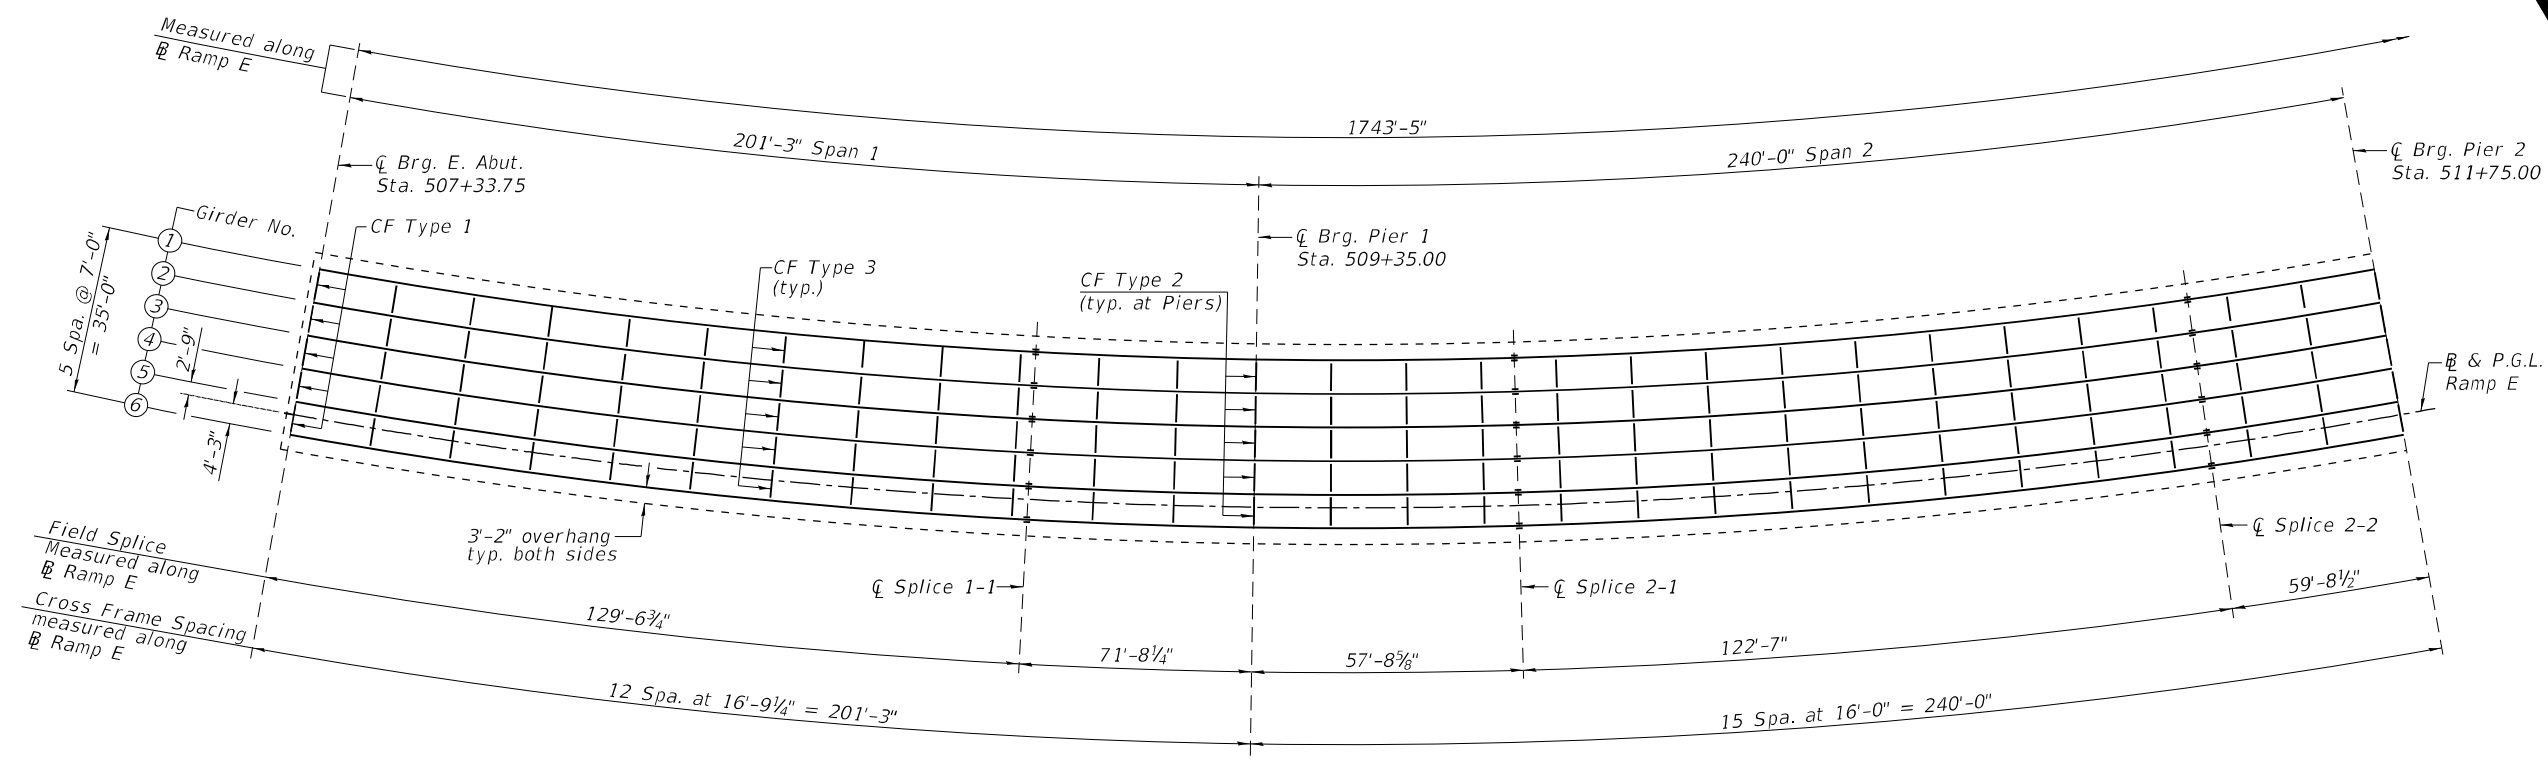 Measured along
℄ Ramp E
1743'-5"
201'-3" Span 1
240'-0" Span 2
℄ Brg. E. Abut.
Sta. 507+33.75
℄ Brg. Pier 2
Sta. 511+75.00
Girder No.
CF Type 1
℄ Brg. Pier 1
Sta. 509+35.00
CF Type 3
(typ.)
CF Type 2
(typ. at Piers)
1
2
3
4
5
6
5 Spa. @ 7'-0"
= 35'-0"
2'-9"
4'-3"
℄ & P.G.L.
Ramp E
3'-2" overhang
typ. both sides
℄ Splice 1-1
℄ Splice 2-1
℄ Splice 2-2
Field Splice
Measured along
℄ Ramp E
129'-6¾"
71'-8¼"
57'-8⅝"
122'-7"
59'-8½"
Cross Frame Spacing
measured along
℄ Ramp E
12 Spa. at 16'-9¼" = 201'-3"
15 Spa. at 16'-0" = 240'-0"